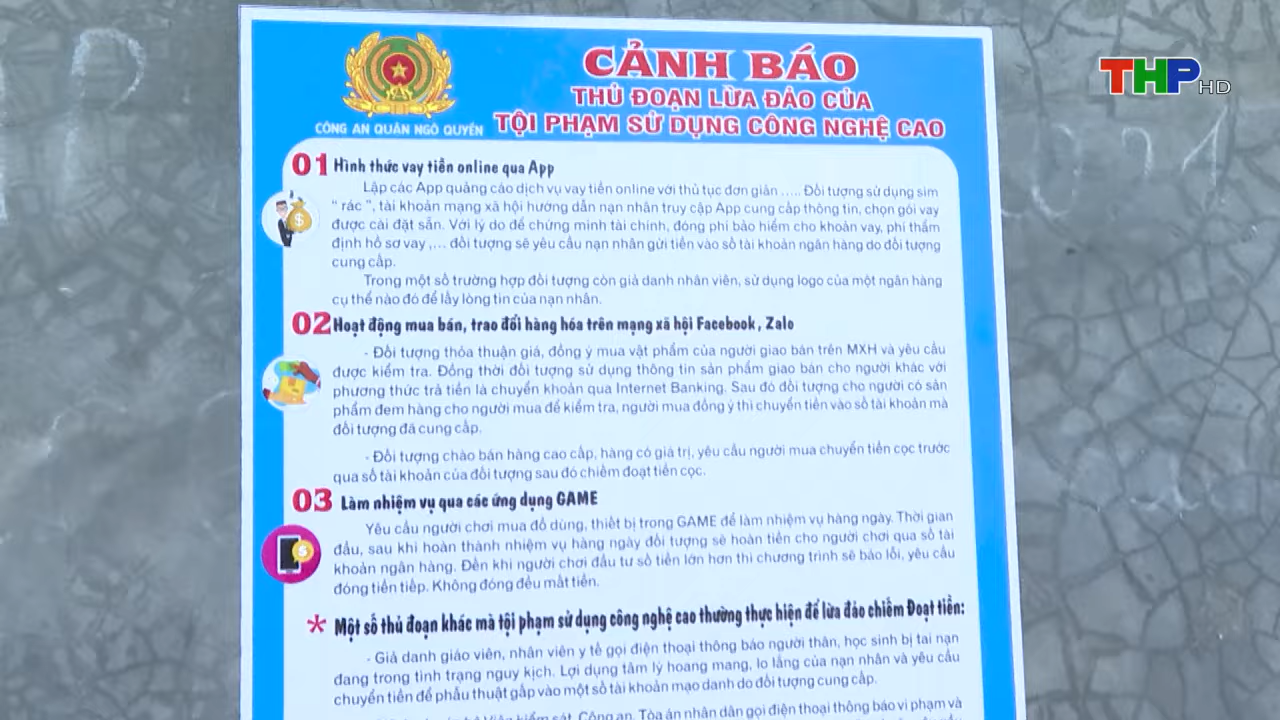 THPHD
CẢNH BÁO
THỦ ĐOẠN LỪA ĐẢO CỦA
TỘI PHẠM SỬ DỤNG CÔNG NGHỆ CAO
CÔNG AN QUẬN NGÔ QUYỀN
01 Hình thức vay tiền online qua App
Lập các App quảng cáo dịch vụ vay tiền online với thủ tục đơn giản ..... Đối tượng sử dụng sim
“ rác ”, tài khoản mạng xã hội hướng dẫn nạn nhân truy cập App cung cấp thông tin, chọn gói vay
được cài đặt sẵn. Với lý do để chứng minh tài chính, đóng phí bảo hiểm cho khoản vay, phí thẩm
định hồ sơ vay ,... đối tượng sẽ yêu cầu nạn nhân gửi tiền vào số tài khoản ngân hàng do đối tượng
cung cấp.
Trong một số trường hợp đối tượng còn giả danh nhân viên, sử dụng logo của một ngân hàng
cụ thể nào đó để lấy lòng tin của nạn nhân.
02 Hoạt động mua bán, trao đổi hàng hóa trên mạng xã hội Facebook, Zalo
- Đối tượng thỏa thuận giá, đồng ý mua vật phẩm của người giao bán trên MXH và yêu cầu
được kiểm tra. Đồng thời đối tượng sử dụng thông tin sản phẩm giao bán cho người khác với
phương thức trả tiền là chuyển khoản qua Internet Banking. Sau đó đối tượng cho người có sản
phẩm đem hàng cho người mua để kiểm tra, người mua đồng ý thì chuyển tiền vào số tài khoản mà
đối tượng đã cung cấp.
- Đối tượng chào bán hàng cao cấp, hàng có giá trị, yêu cầu người mua chuyển tiền cọc trước
qua số tài khoản của đối tượng sau đó chiếm đoạt tiền cọc.
03 Làm nhiệm vụ qua các ứng dụng GAME
Yêu cầu người chơi mua đồ dùng, thiết bị trong GAME để làm nhiệm vụ hàng ngày. Thời gian
đầu, sau khi hoàn thành nhiệm vụ hàng ngày đối tượng sẽ hoàn tiền cho người chơi qua số tài
khoản ngân hàng. Đến khi người chơi đầu tư số tiền lớn hơn thì chương trình sẽ báo lỗi, yêu cầu
đóng tiền tiếp. Không đóng đều mất tiền.
* Một số thủ đoạn khác mà tội phạm sử dụng công nghệ cao thường thực hiện để lừa đảo chiếm Đoạt tiền:
- Giả danh giáo viên, nhân viên y tế gọi điện thoại thông báo người thân, học sinh bị tai nạn
đang trong tình trạng nguy kịch. Lợi dụng tâm lý hoang mang, lo lắng của nạn nhân và yêu cầu
chuyển tiền để phẫu thuật gấp vào một số tài khoản mạo danh do đối tượng cung cấp.
Viện kiểm sát, Công an, Tòa án nhân dân gọi điện thoại thông báo vi phạm và